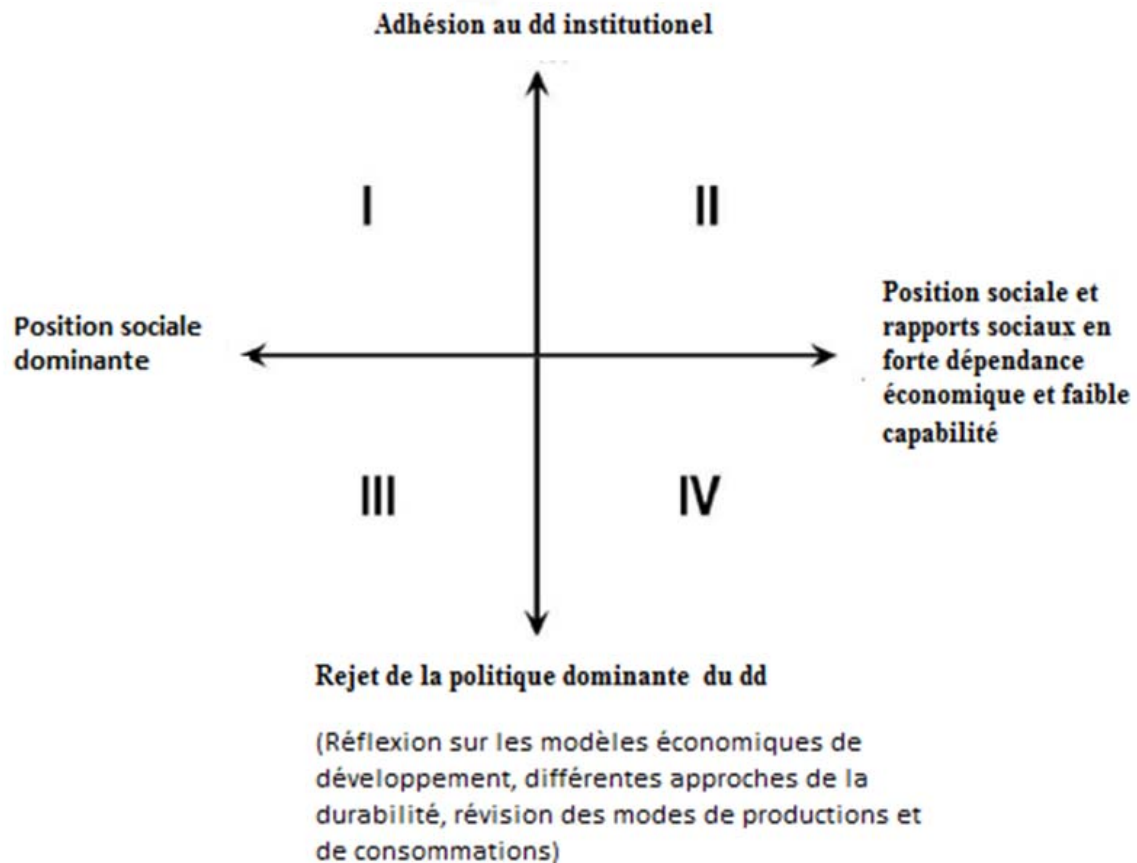 Adhésion au dd institutionel
I
II
Position sociale
dominante
Position sociale et
rapports sociaux en
forte dépendance
économique et faible
capabilité
III
IV
Rejet de la politique dominante du dd
(Réflexion sur les modèles économiques de
développement, différentes approches de la
durabilité, révision des modes de productions et
de consommations)